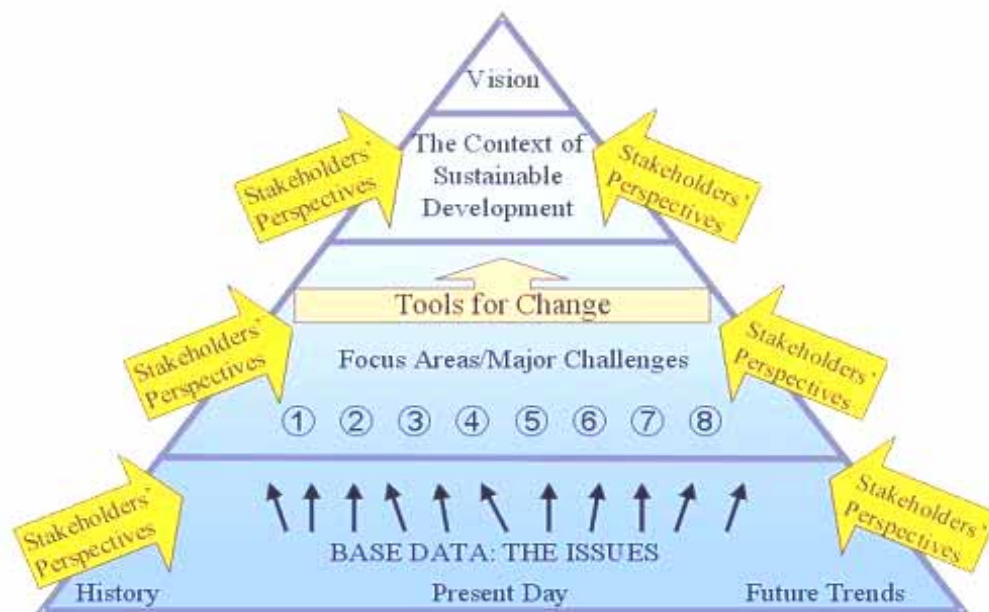 Vision
The Context of
Sustainable
Development
Stakeholders'
Perspectives
Stakeholders'
Perspectives
Tools for Change
Focus Areas/Major Challenges
Stakeholders'
Perspectives
Stakeholders'
Perspectives
1 2 3 4 5 6 7 8
Stakeholders'
Perspectives
Stakeholders'
Perspectives
BASE DATA: THE ISSUES
History Present Day Future Trends